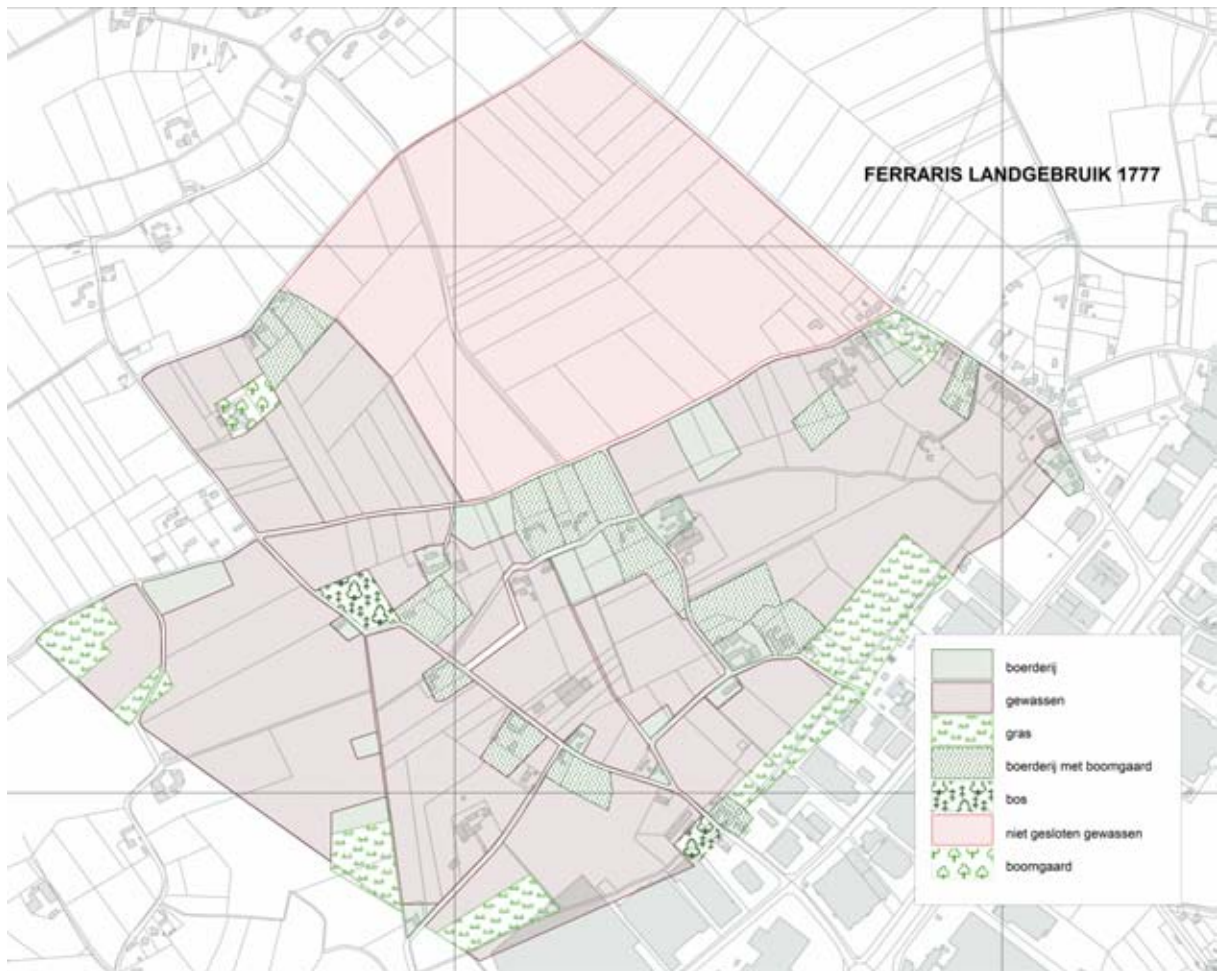 FERRARIS LANDGEBRUIK 1777
boerderij
gewassen
gras
boerderij met boomgaard
bos
niet gesloten gewassen
boomgaard